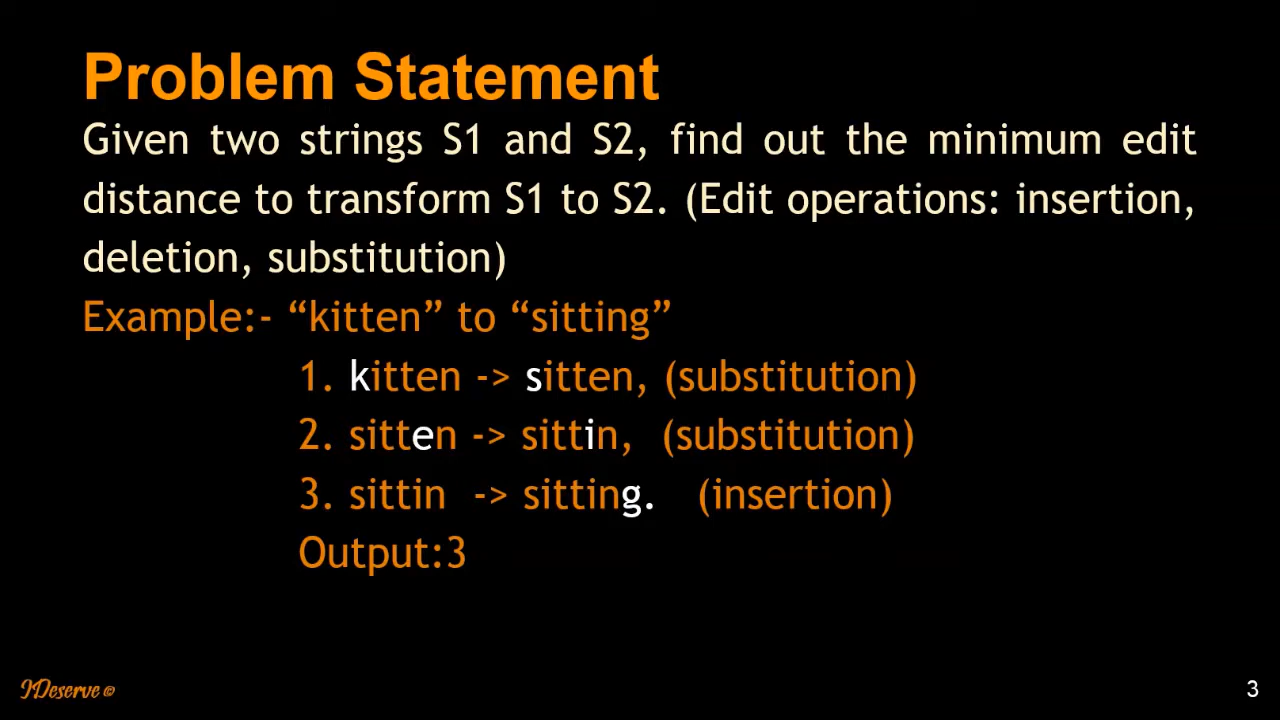 Problem Statement
Given two strings S1 and S2, find out the minimum edit
distance to transform S1 to S2. (Edit operations: insertion,
deletion, substitution)
Example:- “kitten” to “sitting”
1. kitten -> sitten, (substitution)
2. sitten -> sittin, (substitution)
3. sittin -> sitting. (insertion)
Output:3
IDeserve ©
3